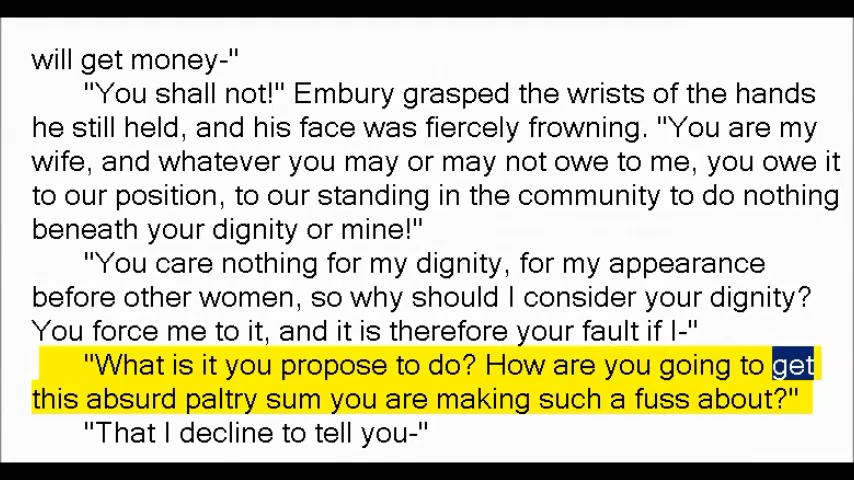 will get money-"
"You shall not!" Embury grasped the wrists of the hands
he still held, and his face was fiercely frowning. "You are my
wife, and whatever you may or may not owe to me, you owe it
to our position, to our standing in the community to do nothing
beneath your dignity or mine!"
"You care nothing for my dignity, for my appearance
before other women, so why should I consider your dignity?
You force me to it, and it is therefore your fault if I-"
"What is it you propose to do? How are you going to get
this absurd paltry sum you are making such a fuss about?"
"That I decline to tell you-"